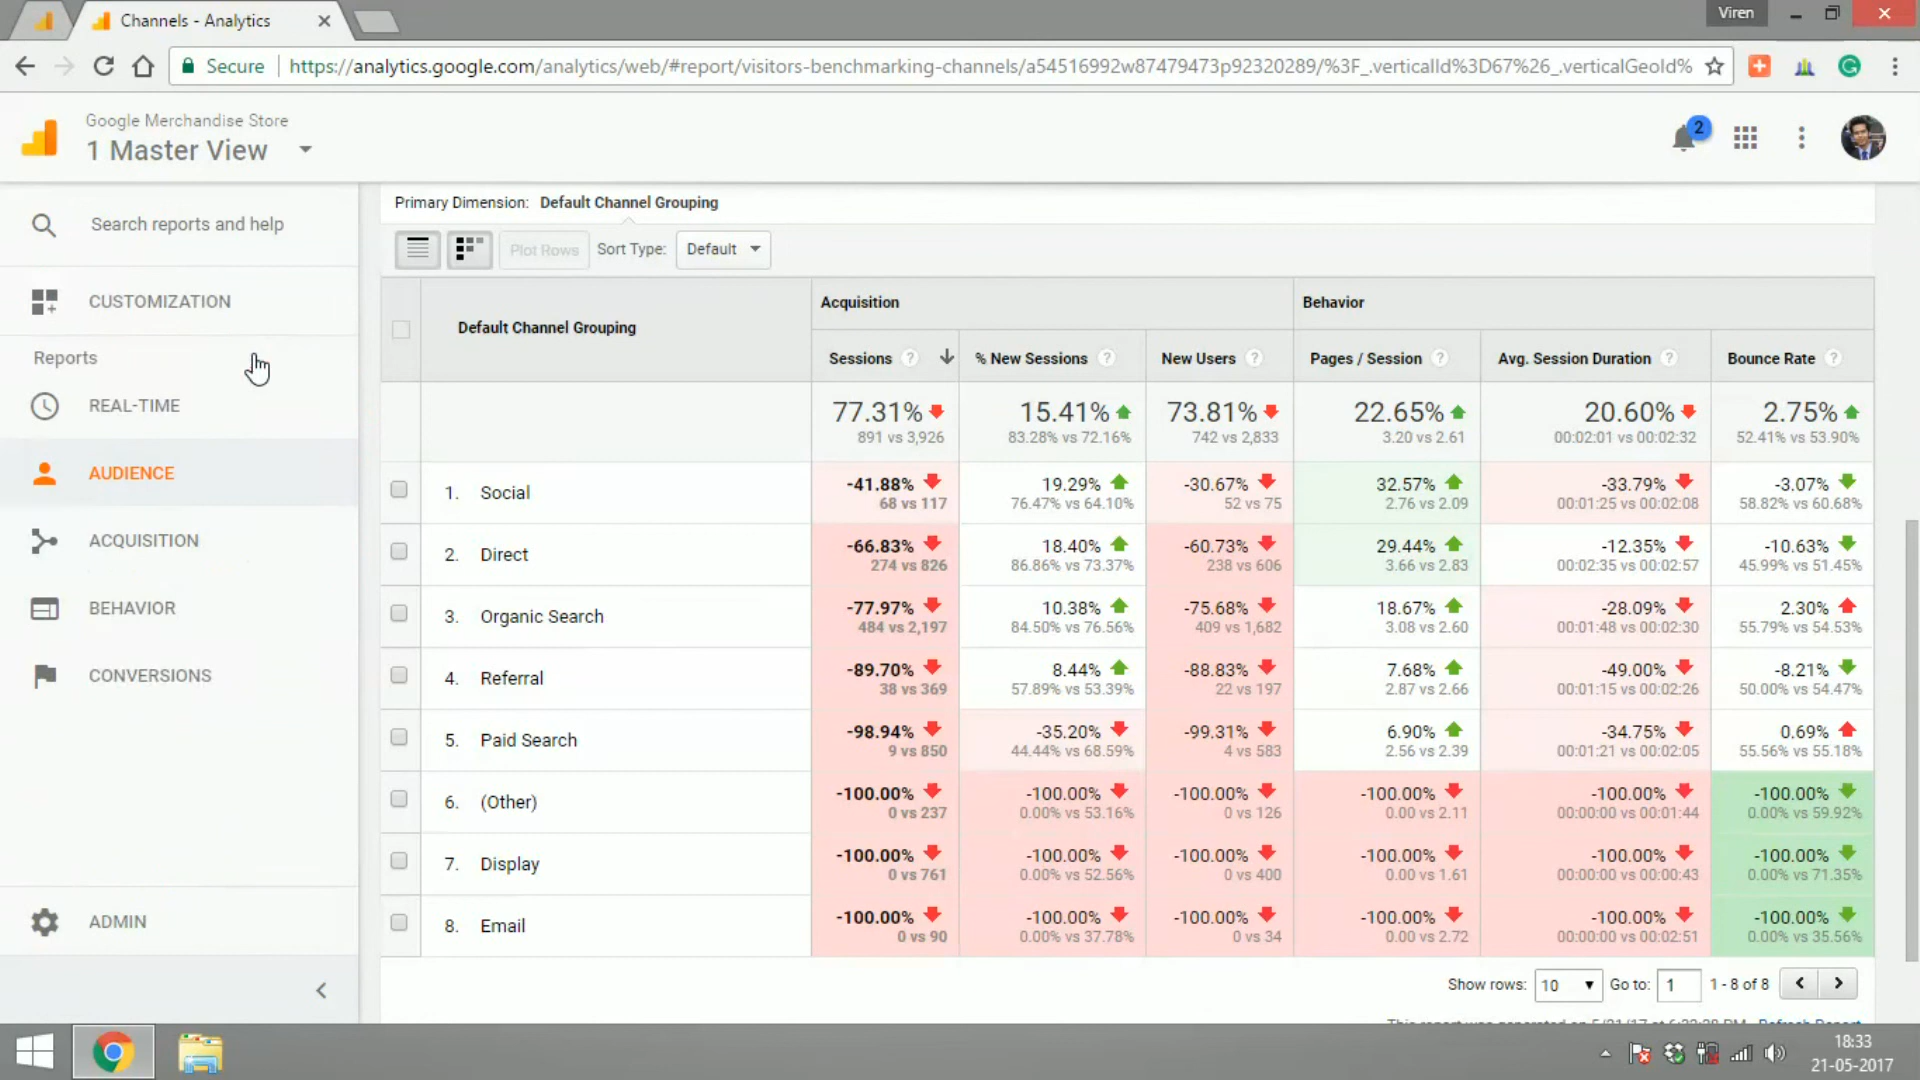 Channels - Analytics
Viren
Secure
https://analytics.google.com/analytics/web/#report/visitors-benchmarking-channels/a54516992w87479473p92320289/%3F_.verticalId%3D67%26_.verticalGeoId%
Google Merchandise Store
1 Master View
2
Search reports and help
CUSTOMIZATION
Reports
REAL-TIME
AUDIENCE
ACQUISITION
BEHAVIOR
CONVERSIONS
ADMIN
Primary Dimension: Default Channel Grouping
Plot Rows Sort Type: Default
Default Channel Grouping
Acquisition Behavior
Sessions ? % New Sessions ? New Users ? Pages / Session ? Avg. Session Duration ? Bounce Rate ?
77.31% 15.41% 73.81% 22.65% 20.60% 2.75%
891 vs 3,926 83.28% vs 72.16% 742 vs 2,833 3.20 vs 2.61 00:02:01 vs 00:02:32 52.41% vs 53.90%
1. Social -41.88% 19.29% -30.67% 32.57% -33.79% -3.07%
68 vs 117 76.47% vs 64.10% 52 vs 75 2.76 vs 2.09 00:01:25 vs 00:02:08 58.82% vs 60.68%
2. Direct -66.83% 18.40% -60.73% 29.44% -12.35% -10.63%
274 vs 826 86.86% vs 73.37% 238 vs 606 3.66 vs 2.83 00:02:35 vs 00:02:57 45.99% vs 51.45%
3. Organic Search -77.97% 10.38% -75.68% 18.67% -28.09% 2.30%
484 vs 2,197 84.50% vs 76.56% 409 vs 1,682 3.08 vs 2.60 00:01:48 vs 00:02:30 55.79% vs 54.53%
4. Referral -89.70% 8.44% -88.83% 7.68% -49.00% -8.21%
38 vs 369 57.89% vs 53.39% 22 vs 197 2.87 vs 2.66 00:01:15 vs 00:02:26 50.00% vs 54.47%
5. Paid Search -98.94% -35.20% -99.31% 6.90% -34.75% 0.69%
9 vs 850 44.44% vs 68.59% 4 vs 583 2.56 vs 2.39 00:01:21 vs 00:02:05 55.56% vs 55.18%
6. (Other) -100.00% -100.00% -100.00% -100.00% -100.00% -100.00%
0 vs 237 0.00% vs 53.16% 0 vs 126 0.00 vs 2.11 00:00:00 vs 00:01:44 0.00% vs 59.92%
7. Display -100.00% -100.00% -100.00% -100.00% -100.00% -100.00%
0 vs 761 0.00% vs 52.56% 0 vs 400 0.00 vs 1.61 00:00:00 vs 00:00:43 0.00% vs 71.35%
8. Email -100.00% -100.00% -100.00% -100.00% -100.00% -100.00%
0 vs 90 0.00% vs 37.78% 0 vs 34 0.00 vs 2.72 00:00:00 vs 00:02:51 0.00% vs 35.56%
Show rows: 10 Go to: 1 1 - 8 of 8
This report was generated on 5/21/17 at Refresh Report
18:33
21-05-2017